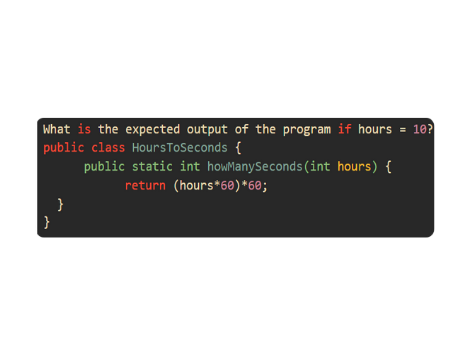 What is the expected output of the program if hours = 10?
public class HoursToSeconds {
public static int howManySeconds(int hours) {
return (hours*60)*60;
}
}